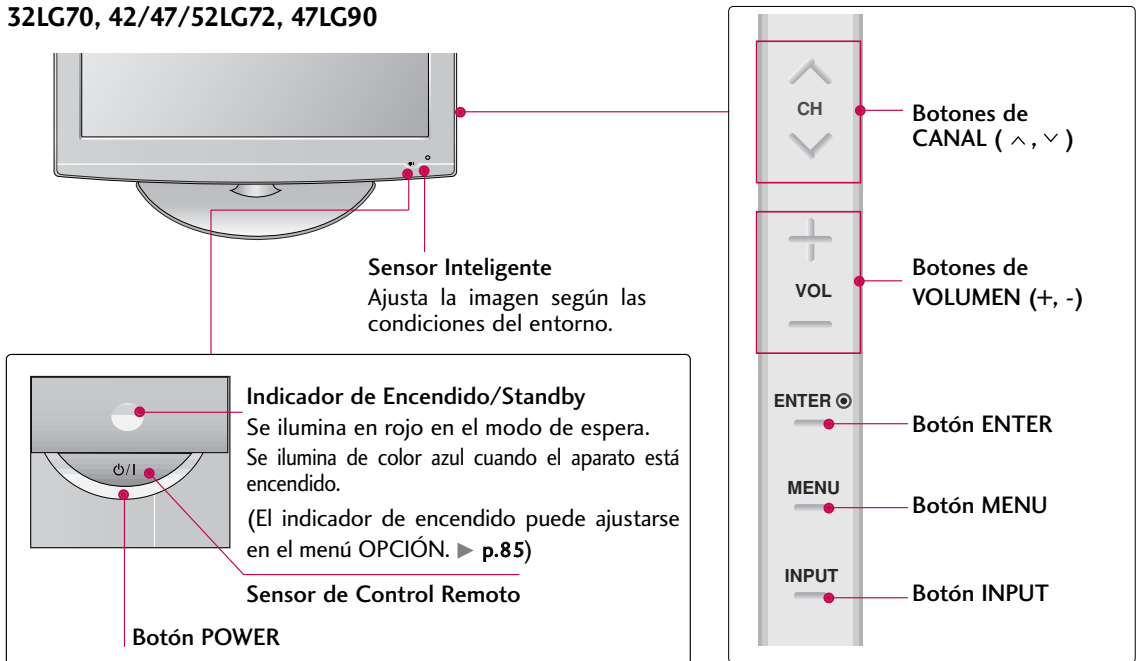 32LG70, 42/47/52LG72, 47LG90
Sensor Inteligente
Ajusta la imagen según las
condiciones del entorno.
Indicador de Encendido/Standby
Se ilumina en rojo en el modo de espera.
Se ilumina de color azul cuando el aparato está
encendido.
(El indicador de encendido puede ajustarse
en el menú OPCIÓN. ▶ p.85)
⏻/I
Sensor de Control Remoto
Botón POWER
CH
Botones de
CANAL ( ︿, ﹀ )
VOL
Botones de
VOLUMEN (+, -)
ENTER ⊙
Botón ENTER
MENU
Botón MENU
INPUT
Botón INPUT